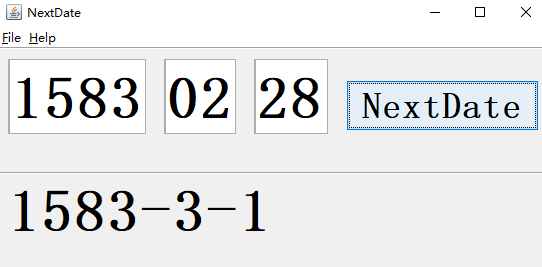 NextDate
File Help
1583 02 28 NextDate
1583-3-1